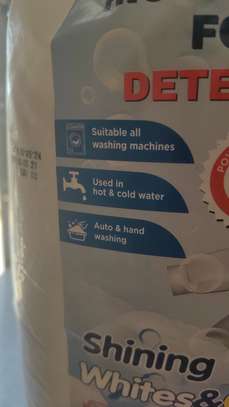 FO
DETE
Suitable all
washing machines
Used in
hot & cold water
Auto & hand
washing
Shining
Whites&